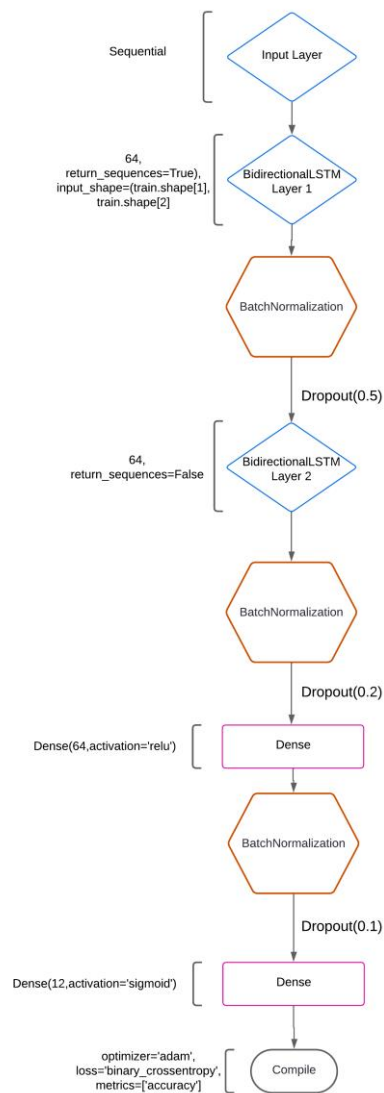 Sequential
Input Layer
64,
return_sequences=True),
input_shape=(train.shape[1],
train.shape[2]
BidirectionalLSTM
Layer 1
BatchNormalization
Dropout(0.5)
64,
return_sequences=False
BidirectionalLSTM
Layer 2
BatchNormalization
Dropout(0.2)
Dense(64,activation='relu')
Dense
BatchNormalization
Dropout(0.1)
Dense(12,activation='sigmoid')
Dense
optimizer='adam',
loss='binary_crossentropy',
metrics=['accuracy']
Compile